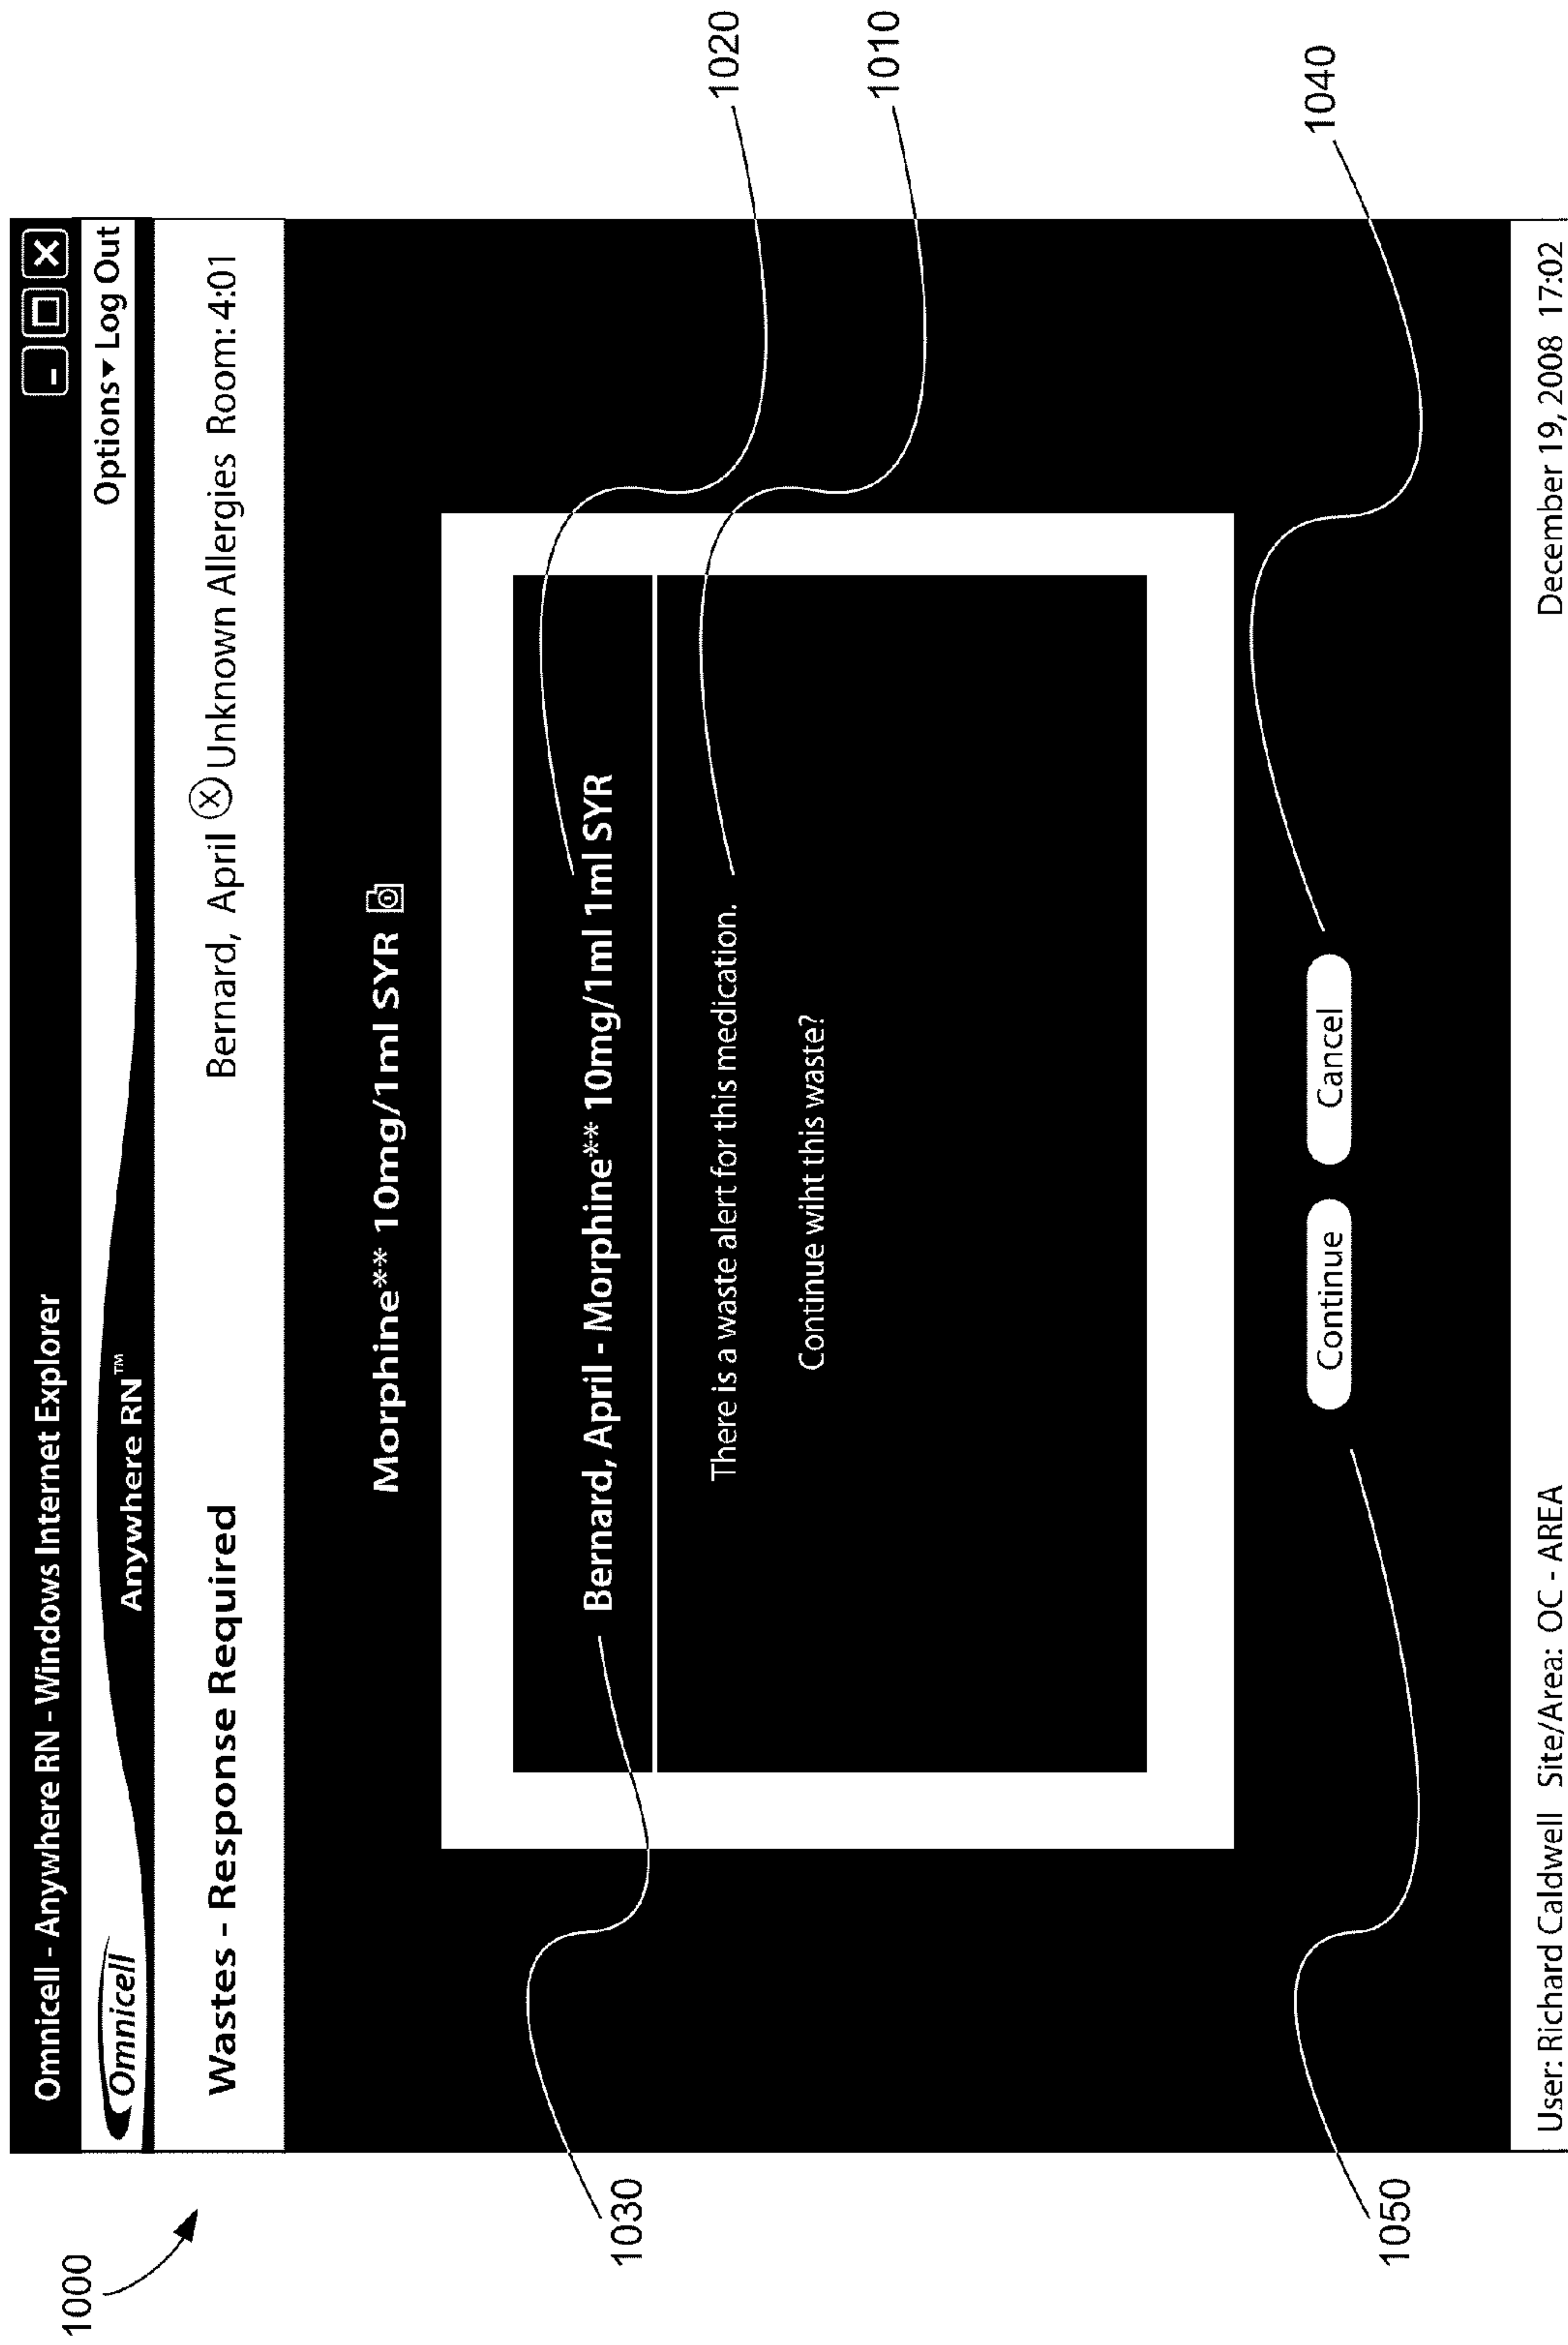 1000
Omnicell - Anywhere RN - Windows Internet Explorer
Omnicell
Anywhere RN™
Options▾ Log Out
Wastes - Response Required
Bernard, April ⓧ Unknown Allergies Room: 4:01
Morphine** 10mg/1ml SYR
1030
Bernard, April - Morphine** 10mg/1ml 1ml SYR
1020
There is a waste alert for this medication.
1010
Continue wiht this waste?
1050
Continue
Cancel
1040
User: Richard Caldwell Site/Area: OC - AREA
December 19, 2008 17:02